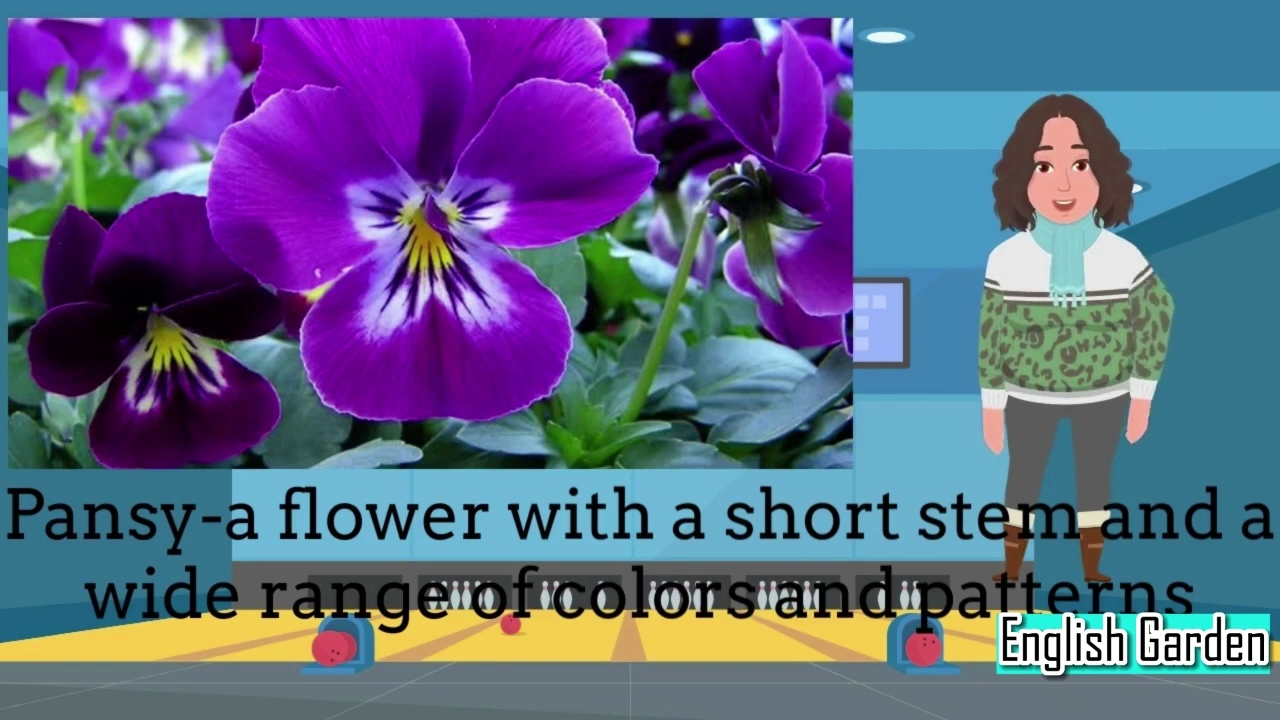 Pansy-a flower with a short stem and a
wide range of colors and patterns
English Garden